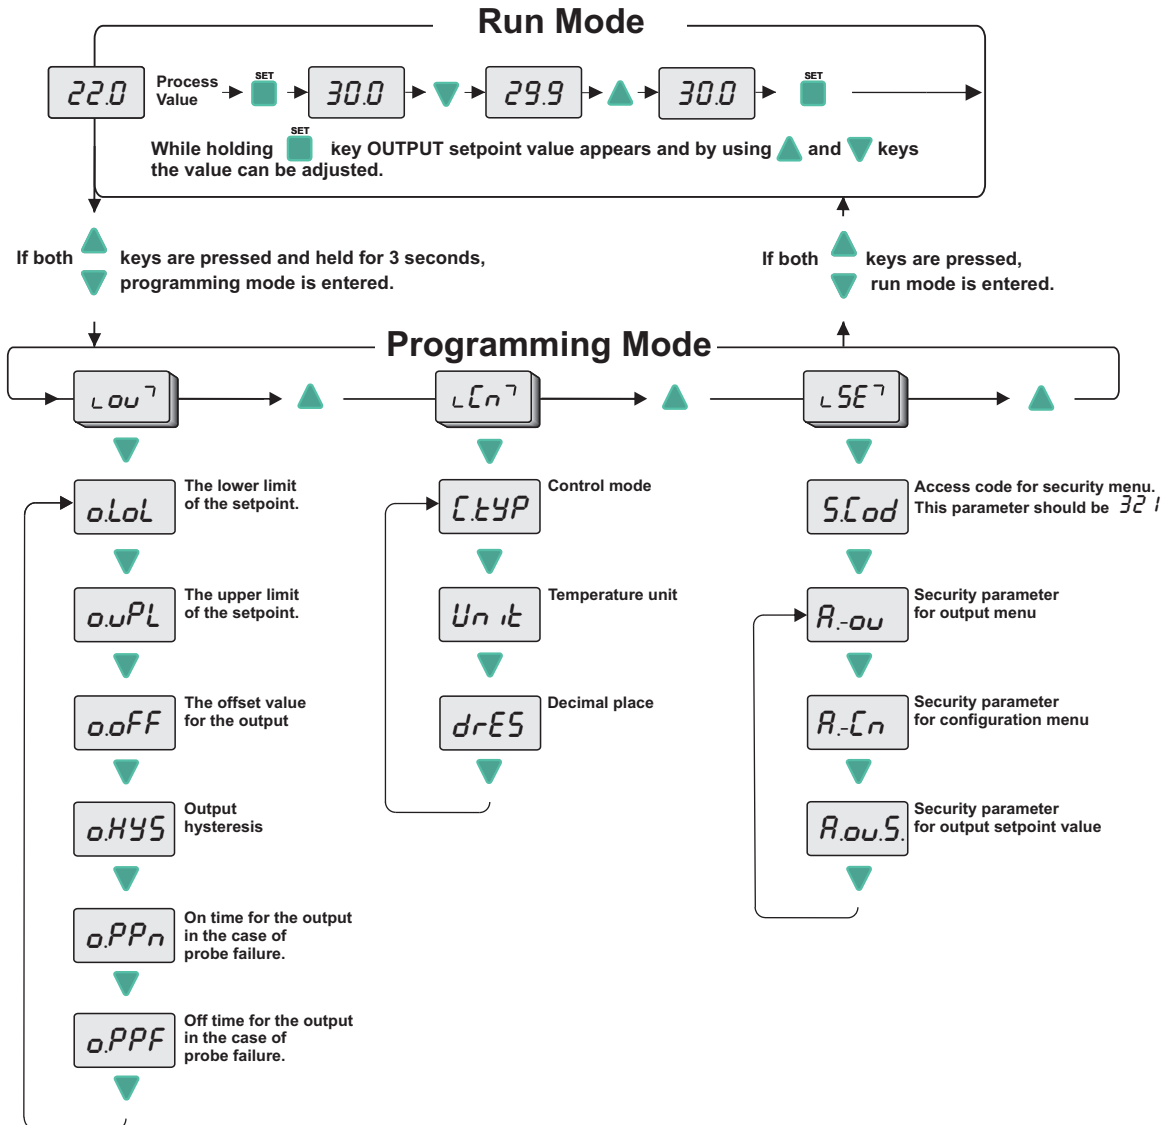 Run Mode
22.0
Process
Value
SET
30.0
29.9
30.0
SET
While holding SET key OUTPUT setpoint value appears and by using and keys
the value can be adjusted.
If both keys are pressed and held for 3 seconds,
programming mode is entered.
If both keys are pressed,
run mode is entered.
Programming Mode
ou
Cn
SE
o.LoL
The lower limit
of the setpoint.
o.uPL
The upper limit
of the setpoint.
o.oFF
The offset value
for the output
o.HYS
Output
hysteresis
o.PPn
On time for the output
in the case of
probe failure.
o.PPF
Off time for the output
in the case of
probe failure.
C.tYP
Control mode
Unit
Temperature unit
drES
Decimal place
S.Cod
Access code for security menu.
This parameter should be 321
A.-ou
Security parameter
for output menu
A.-Cn
Security parameter
for configuration menu
A.ou.S.
Security parameter
for output setpoint value